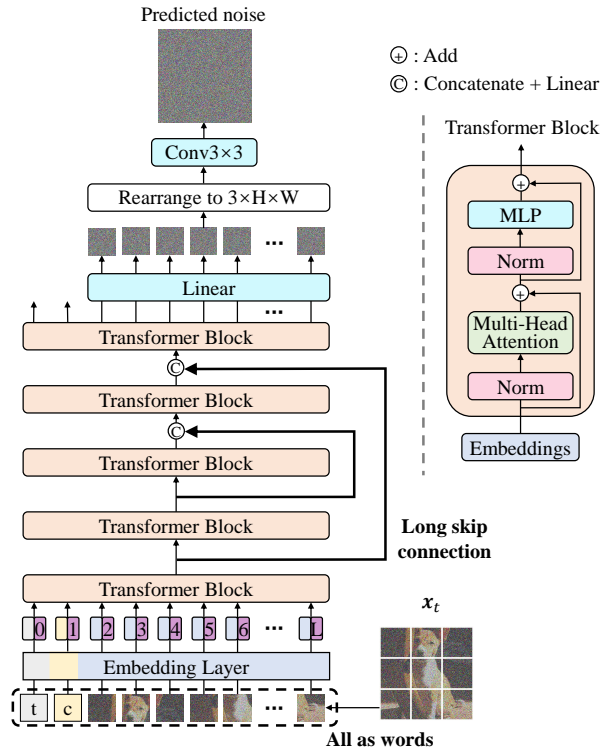 Predicted noise
Conv3×3
Rearrange to 3×H×W
...
Linear
...
Transformer Block
C
Transformer Block
C
Transformer Block
Transformer Block
Long skip
connection
Transformer Block
0 1 2 3 4 5 6 ... L
Embedding Layer
t c ...
All as words
x_t
+ : Add
C : Concatenate + Linear
Transformer Block
+
MLP
Norm
+
Multi-Head
Attention
Norm
Embeddings